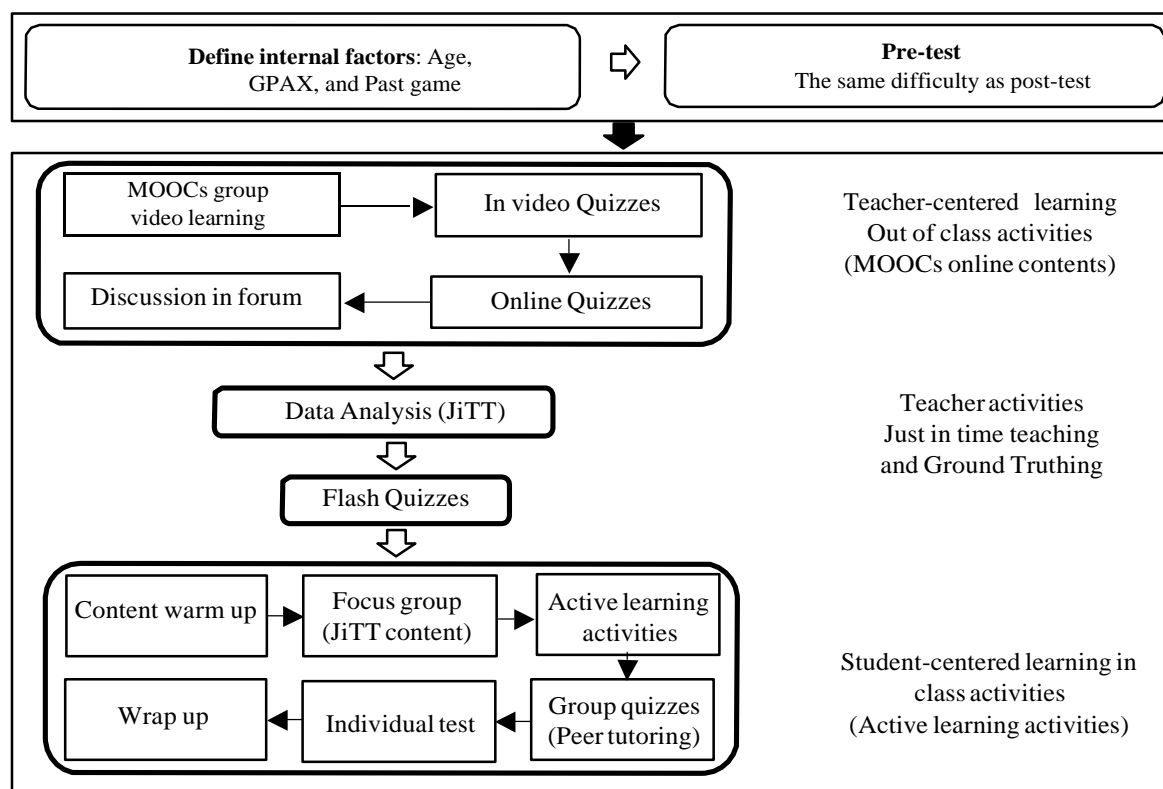 Define internal factors: Age,
GPAX, and Past game
Pre-test
The same difficulty as post-test
MOOCs group
video learning
In video Quizzes
Discussion in forum
Online Quizzes
Teacher-centered learning
Out of class activities
(MOOCs online contents)
Data Analysis (JiTT)
Flash Quizzes
Teacher activities
Just in time teaching
and Ground Truthing
Content warm up
Focus group
(JiTT content)
Active learning
activities
Wrap up
Individual test
Group quizzes
(Peer tutoring)
Student-centered learning in
class activities
(Active learning activities)